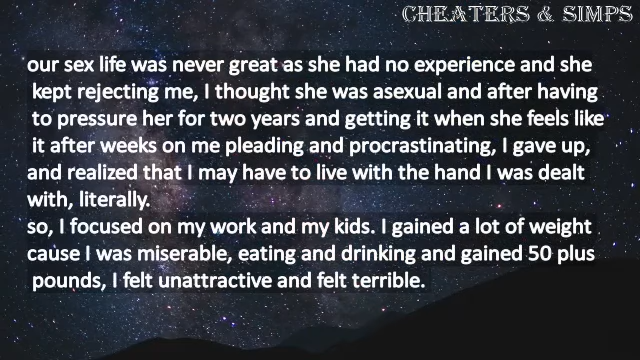 CHEATERS & SIMPS
our sex life was never great as she had no experience and she
kept rejecting me, I thought she was asexual and after having
to pressure her for two years and getting it when she feels like
it after weeks on me pleading and procrastinating, I gave up,
and realized that I may have to live with the hand I was dealt
with, literally.
so, I focused on my work and my kids. I gained a lot of weight
cause I was miserable, eating and drinking and gained 50 plus
pounds, I felt unattractive and felt terrible.